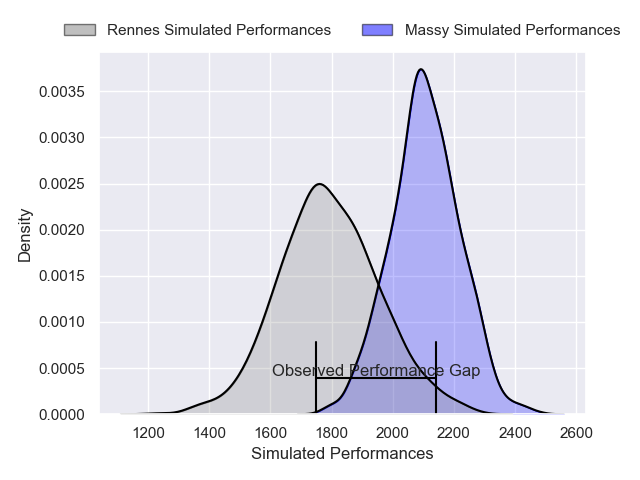 Rennes Simulated Performances
Massy Simulated Performances
0.0035
0.0030
0.0025
0.0020
0.0015
0.0010
0.0005
0.0000
Density
Observed Performance Gap
1200 1400 1600 1800 2000 2200 2400 2600
Simulated Performances